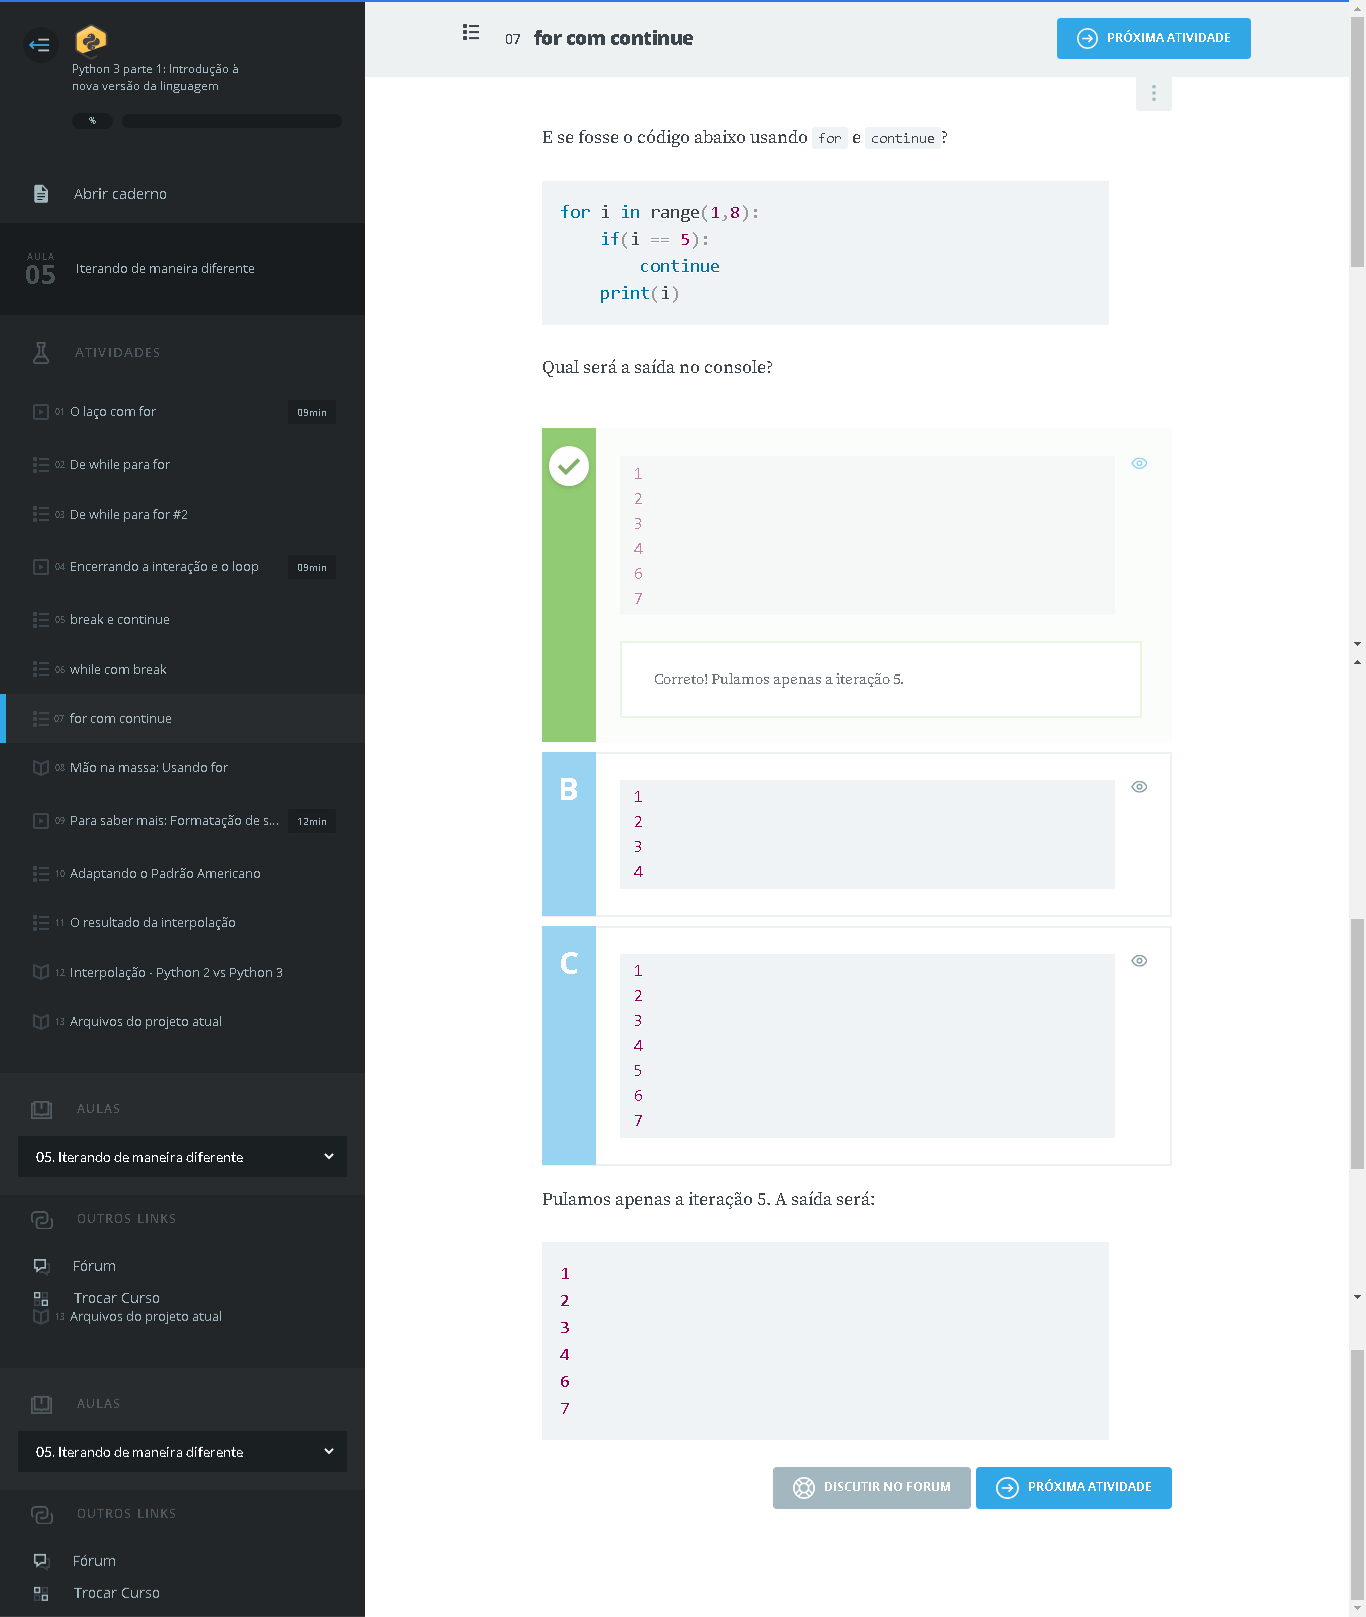 Python 3 parte 1: Introdução à
nova versão da linguagem
%
Abrir caderno
AULA
05
Iterando de maneira diferente
ATIVIDADES
01 O laço com for 09min
02 De while para for
03 De while para for #2
04 Encerrando a interação e o loop 09min
05 break e continue
06 while com break
07 for com continue
08 Mão na massa: Usando for
09 Para saber mais: Formatação de s... 12min
10 Adaptando o Padrão Americano
11 O resultado da interpolação
12 Interpolação - Python 2 vs Python 3
13 Arquivos do projeto atual
AULAS
05. Iterando de maneira diferente
OUTROS LINKS
Fórum
Trocar Curso
13 Arquivos do projeto atual
AULAS
05. Iterando de maneira diferente
OUTROS LINKS
Fórum
Trocar Curso
07 for com continue
PRÓXIMA ATIVIDADE
E se fosse o código abaixo usando for e continue ?
for i in range(1,8):
    if(i == 5):
        continue
    print(i)
Qual será a saída no console?
1
2
3
4
6
7
Correto! Pulamos apenas a iteração 5.
B
1
2
3
4
C
1
2
3
4
5
6
7
Pulamos apenas a iteração 5. A saída será:
1
2
3
4
6
7
DISCUTIR NO FORUM
PRÓXIMA ATIVIDADE